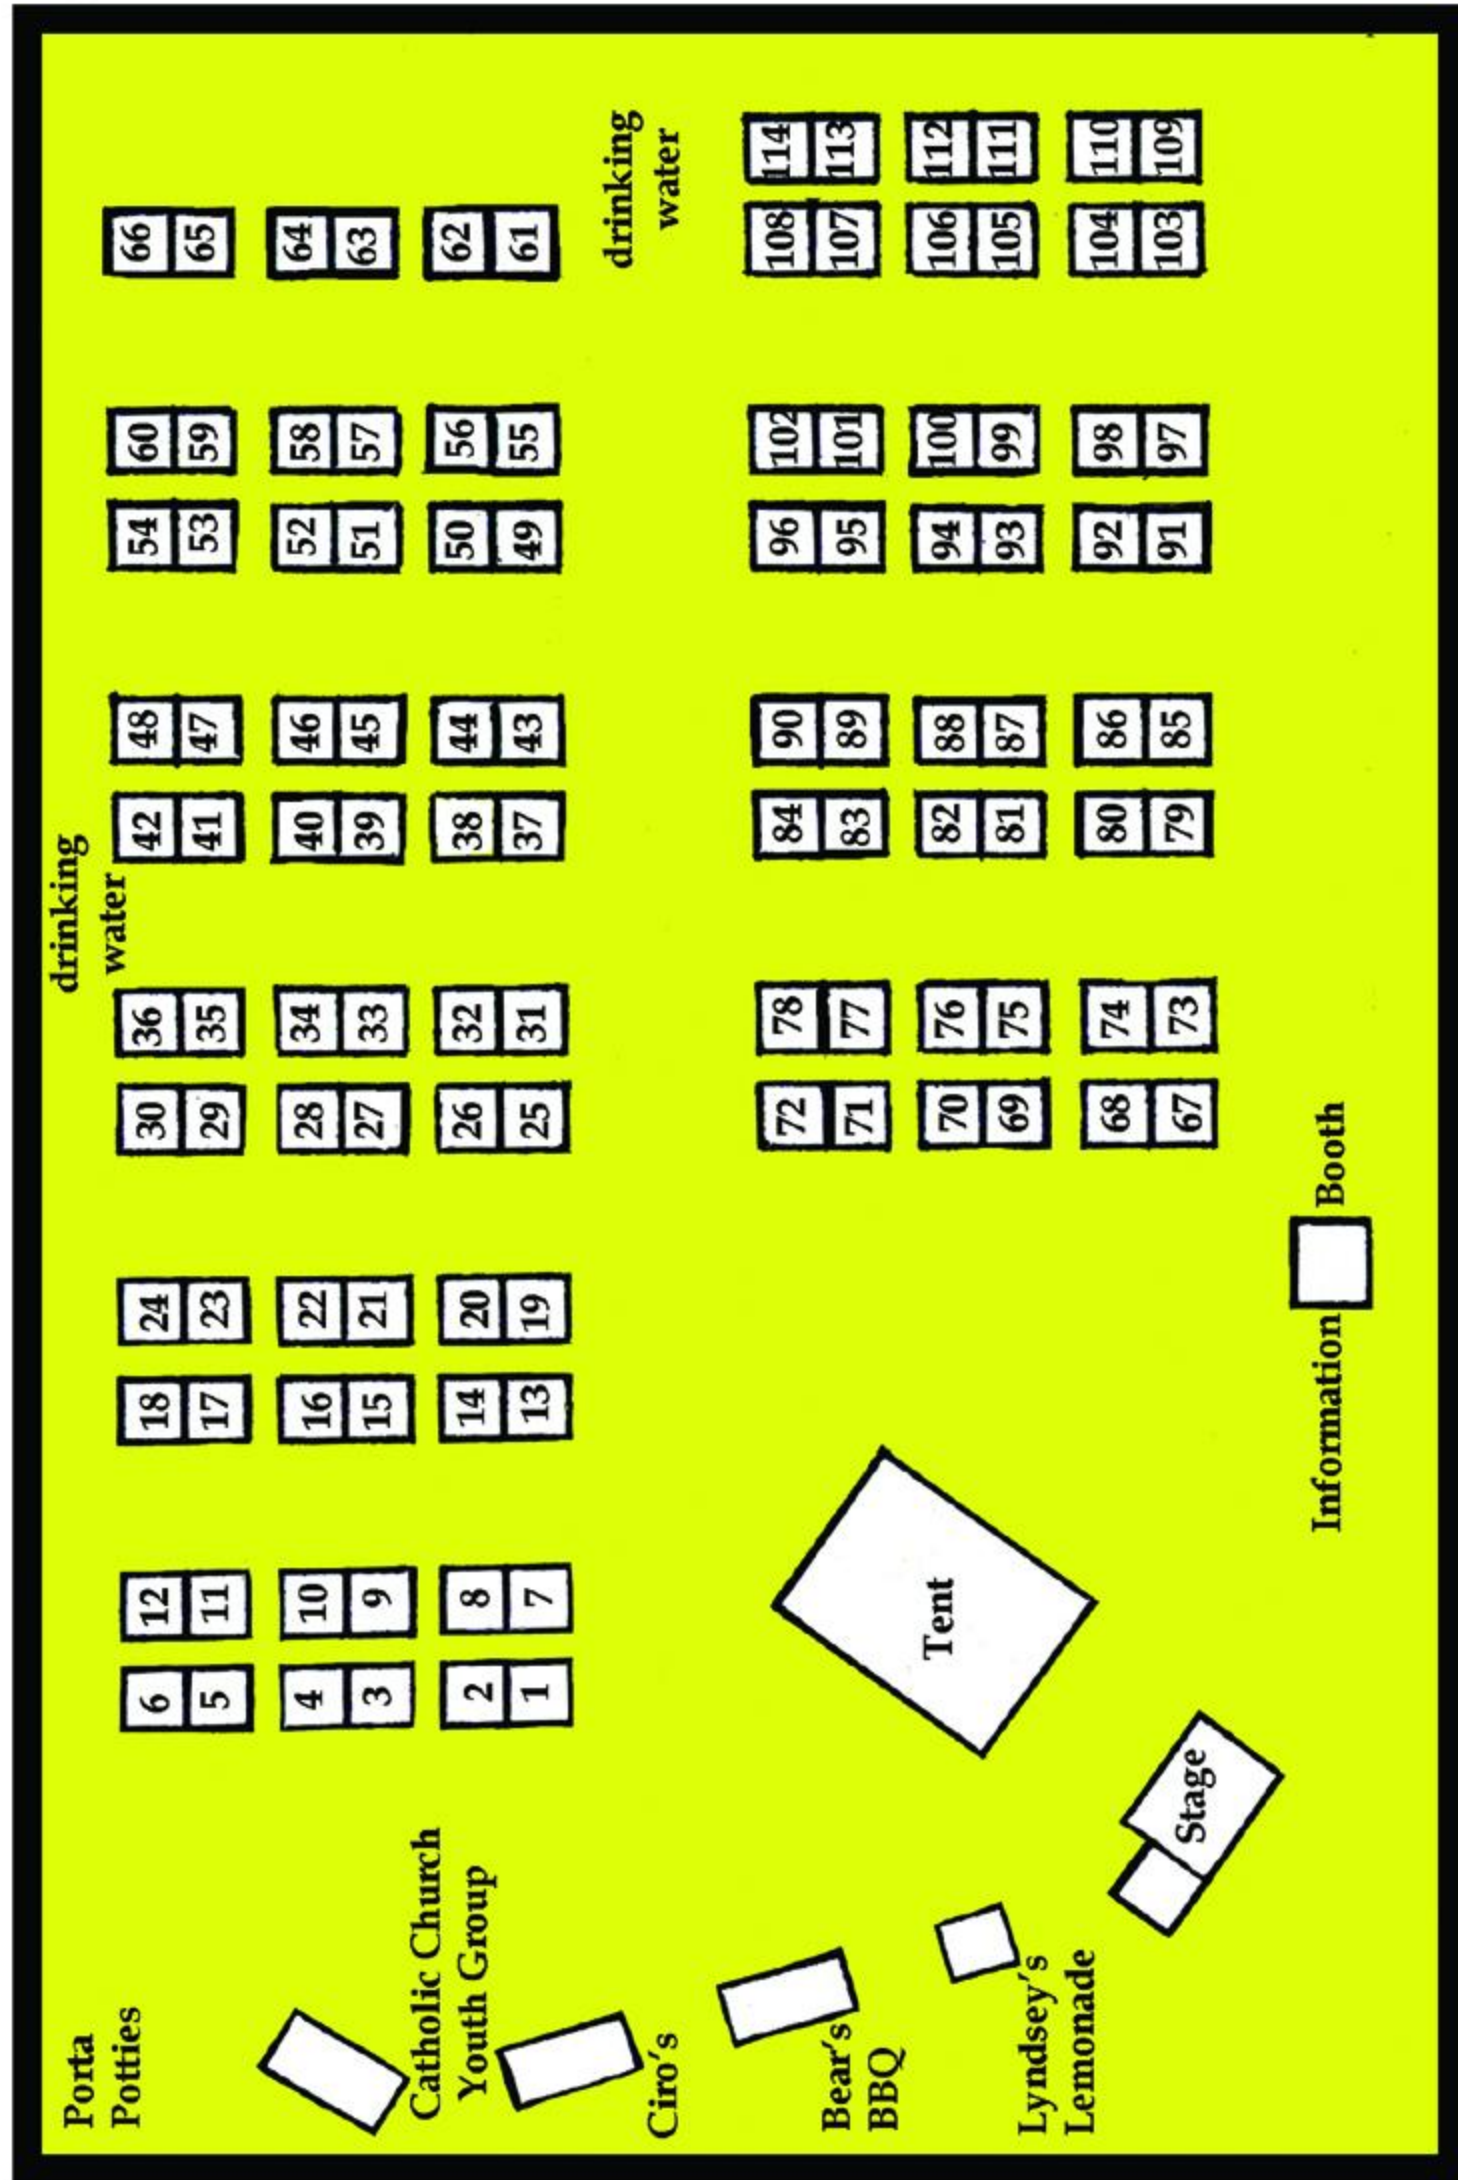 Porta
Potties
drinking
water
6 12 18 24 30 36 42 48 54 60 66
5 11 17 23 29 35 41 47 53 59 65
4 10 16 22 28 34 40 46 52 58 64
3 9 15 21 27 33 39 45 51 57 63
Catholic Church
Youth Group
2 8 14 20 26 32 38 44 50 56 62
1 7 13 19 25 31 37 43 49 55 61
Ciro's
drinking
water
72 78 84 90 96 102 108 114
71 77 83 89 95 101 107 113
Bear's
BBQ
Tent
70 76 82 88 94 100 106 112
69 75 81 87 93 99 105 111
Lyndsey's
Lemonade
68 74 80 86 92 98 104 110
67 73 79 85 91 97 103 109
Stage
Information Booth